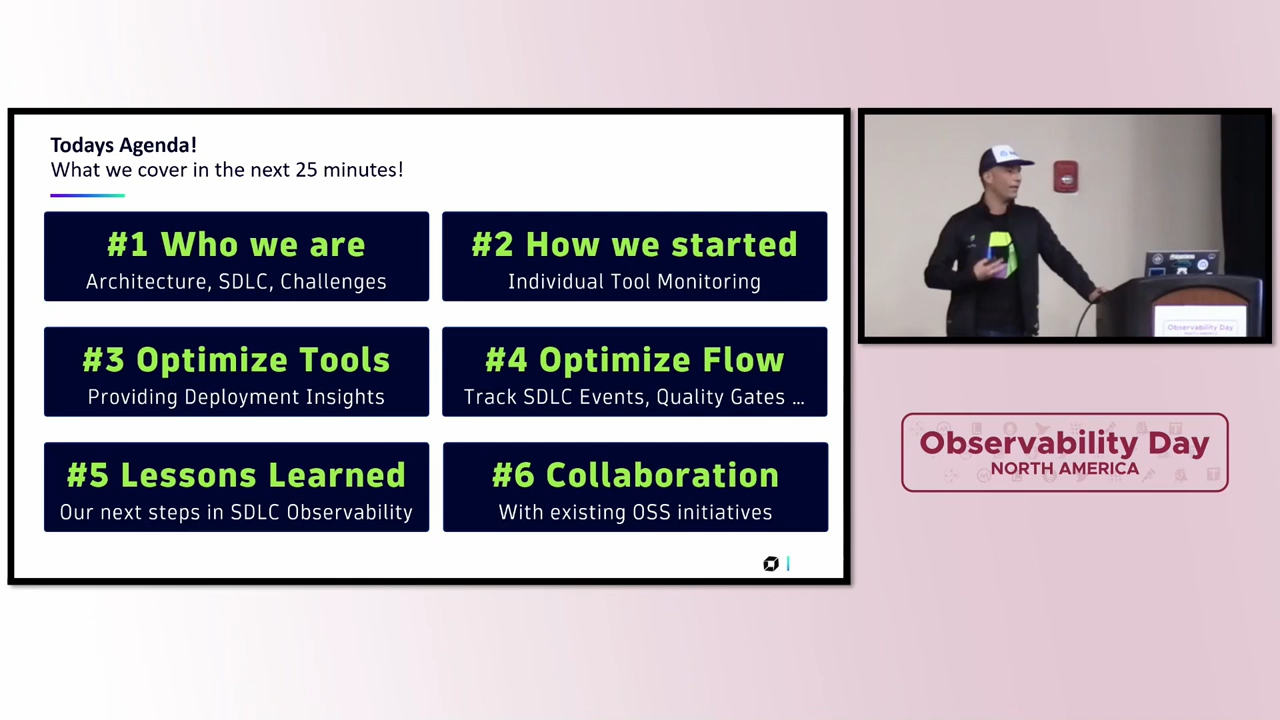 Todays Agenda!
What we cover in the next 25 minutes!
#1 Who we are
Architecture, SDLC, Challenges
#2 How we started
Individual Tool Monitoring
#3 Optimize Tools
Providing Deployment Insights
#4 Optimize Flow
Track SDLC Events, Quality Gates ...
#5 Lessons Learned
Our next steps in SDLC Observability
#6 Collaboration
With existing OSS initiatives
Observability Day
Observability Day
NORTH AMERICA